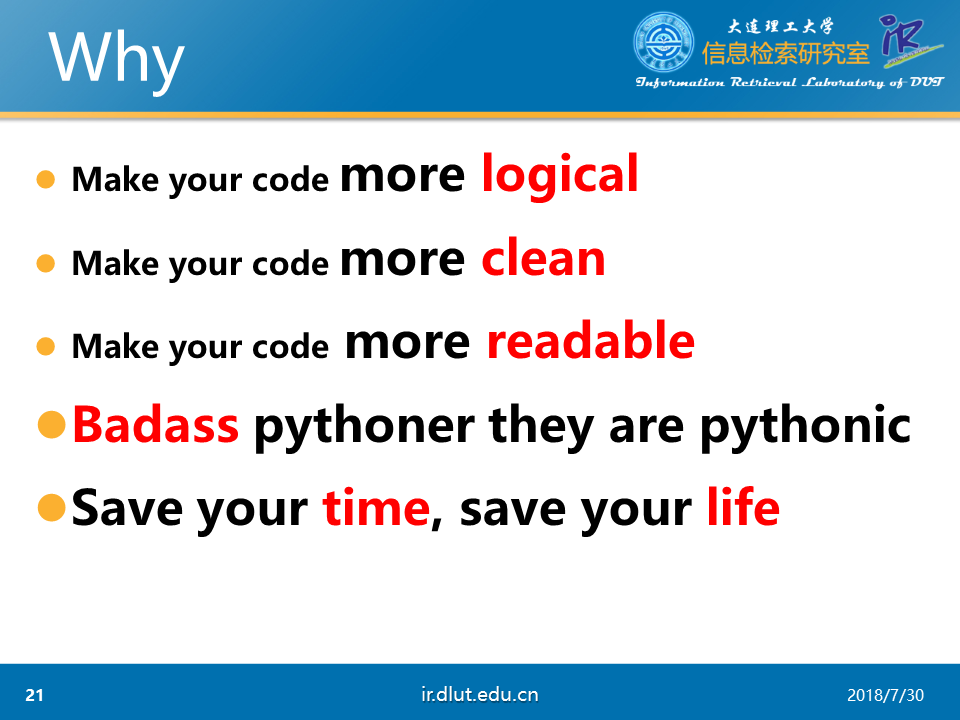 Why
大连理工大学
信息检索研究室
Information Retrieval Laboratory of DUT
Make your code more logical
Make your code more clean
Make your code more readable
Badass pythoner they are pythonic
Save your time, save your life
21
ir.dlut.edu.cn
2018/7/30